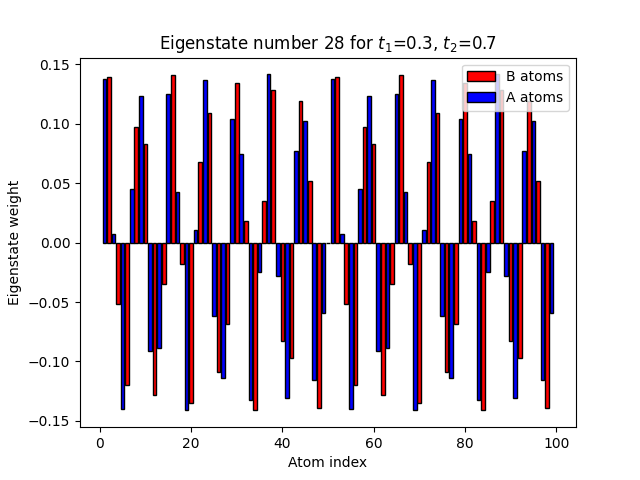 Eigenstate number 28 for t₁=0.3, t₂=0.7
B atoms
A atoms
Eigenstate weight
0.15
0.10
0.05
0.00
−0.05
−0.10
−0.15
0 20 40 60 80 100
Atom index